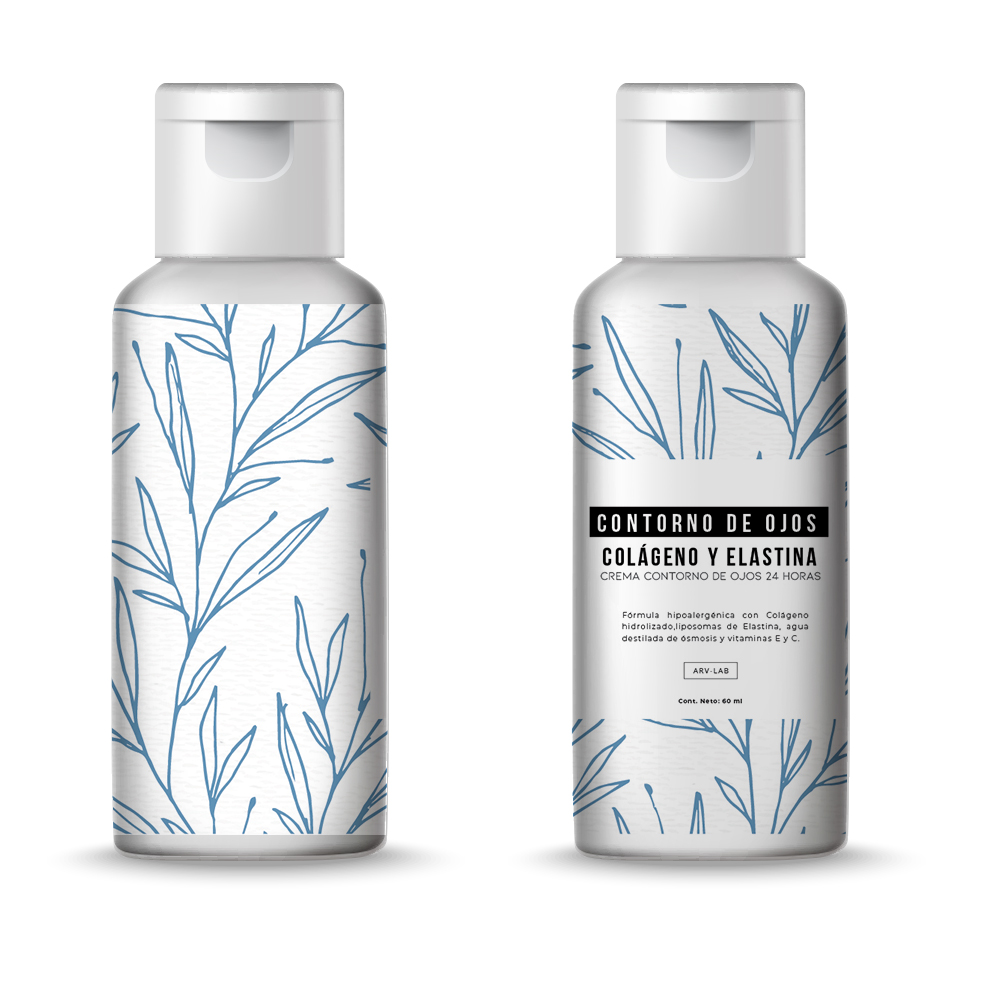 CONTORNO DE OJOS
COLÁGENO Y ELASTINA
CREMA CONTORNO DE OJOS 24 HORAS
Fórmula hipoalergénica con Colágeno
hidrolizado,liposomas de Elastina, agua
destilada de ósmosis y vitaminas E y C.
ARV-LAB
Cont. Neto: 60 ml